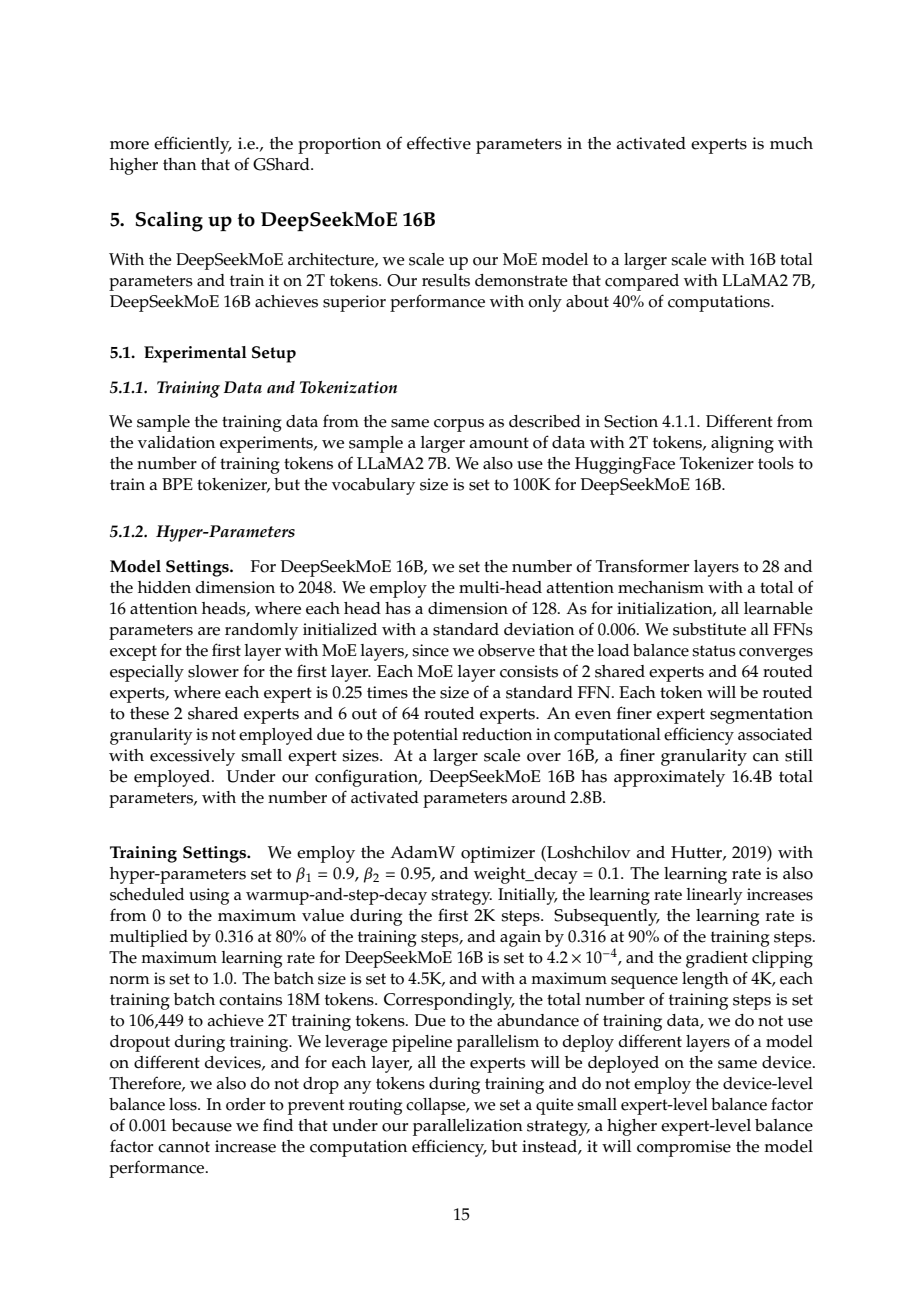 more efficiently, i.e., the proportion of effective parameters in the activated experts is much
higher than that of GShard.
5. Scaling up to DeepSeekMoE 16B
With the DeepSeekMoE architecture, we scale up our MoE model to a larger scale with 16B total
parameters and train it on 2T tokens. Our results demonstrate that compared with LLaMA2 7B,
DeepSeekMoE 16B achieves superior performance with only about 40% of computations.
5.1. Experimental Setup
5.1.1. Training Data and Tokenization
We sample the training data from the same corpus as described in Section 4.1.1. Different from
the validation experiments, we sample a larger amount of data with 2T tokens, aligning with
the number of training tokens of LLaMA2 7B. We also use the HuggingFace Tokenizer tools to
train a BPE tokenizer, but the vocabulary size is set to 100K for DeepSeekMoE 16B.
5.1.2. Hyper-Parameters
Model Settings. For DeepSeekMoE 16B, we set the number of Transformer layers to 28 and
the hidden dimension to 2048. We employ the multi-head attention mechanism with a total of
16 attention heads, where each head has a dimension of 128. As for initialization, all learnable
parameters are randomly initialized with a standard deviation of 0.006. We substitute all FFNs
except for the first layer with MoE layers, since we observe that the load balance status converges
especially slower for the first layer. Each MoE layer consists of 2 shared experts and 64 routed
experts, where each expert is 0.25 times the size of a standard FFN. Each token will be routed
to these 2 shared experts and 6 out of 64 routed experts. An even finer expert segmentation
granularity is not employed due to the potential reduction in computational efficiency associated
with excessively small expert sizes. At a larger scale over 16B, a finer granularity can still
be employed. Under our configuration, DeepSeekMoE 16B has approximately 16.4B total
parameters, with the number of activated parameters around 2.8B.
Training Settings. We employ the AdamW optimizer (Loshchilov and Hutter, 2019) with
hyper-parameters set to β₁ = 0.9, β₂ = 0.95, and weight_decay = 0.1. The learning rate is also
scheduled using a warmup-and-step-decay strategy. Initially, the learning rate linearly increases
from 0 to the maximum value during the first 2K steps. Subsequently, the learning rate is
multiplied by 0.316 at 80% of the training steps, and again by 0.316 at 90% of the training steps.
The maximum learning rate for DeepSeekMoE 16B is set to 4.2 × 10⁻⁴, and the gradient clipping
norm is set to 1.0. The batch size is set to 4.5K, and with a maximum sequence length of 4K, each
training batch contains 18M tokens. Correspondingly, the total number of training steps is set
to 106,449 to achieve 2T training tokens. Due to the abundance of training data, we do not use
dropout during training. We leverage pipeline parallelism to deploy different layers of a model
on different devices, and for each layer, all the experts will be deployed on the same device.
Therefore, we also do not drop any tokens during training and do not employ the device-level
balance loss. In order to prevent routing collapse, we set a quite small expert-level balance factor
of 0.001 because we find that under our parallelization strategy, a higher expert-level balance
factor cannot increase the computation efficiency, but instead, it will compromise the model
performance.
15